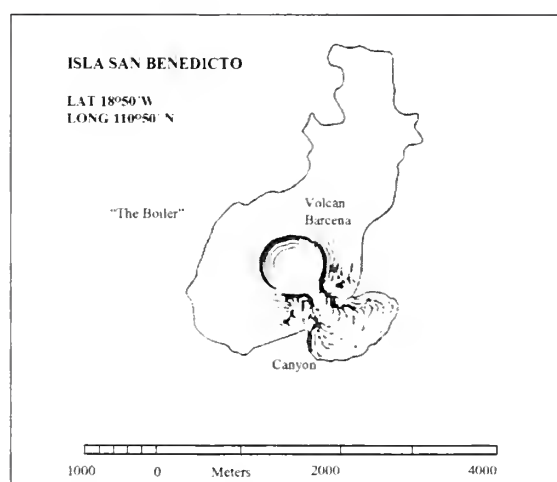 ISLA SAN BENEDICTO
LAT 18º50´W
LONG 110º50´ N
"The Boiler"
Volcan
Barcena
Canyon
1000 0 Meters 2000 4000